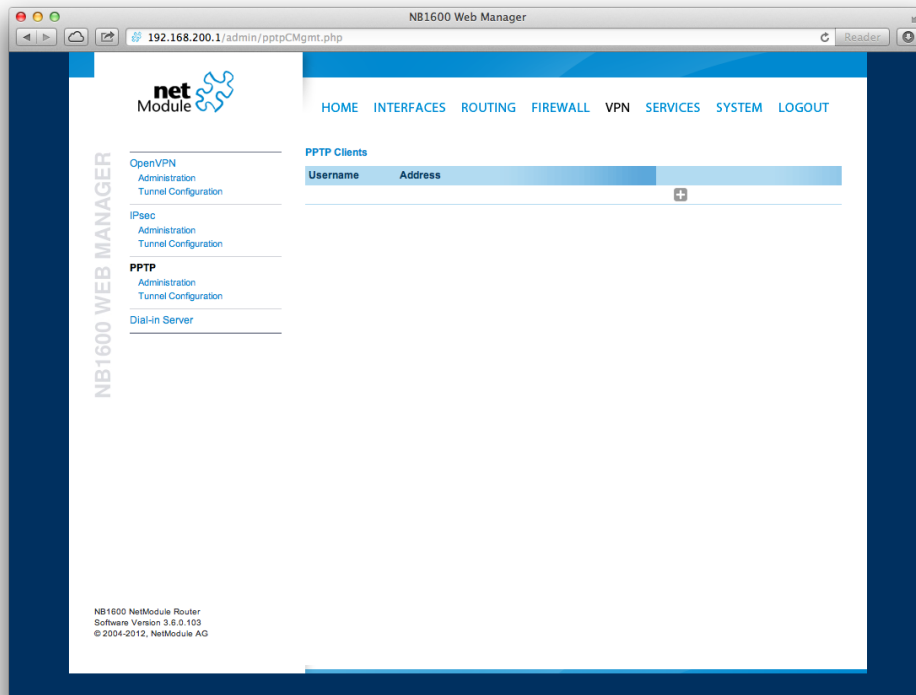 NB1600 Web Manager
192.168.200.1/admin/pptpCMgmt.php
Reader
net
Module
HOME INTERFACES ROUTING FIREWALL VPN SERVICES SYSTEM LOGOUT
NB1600 WEB MANAGER
OpenVPN
Administration
Tunnel Configuration
IPsec
Administration
Tunnel Configuration
PPTP
Administration
Tunnel Configuration
Dial-in Server
PPTP Clients
Username Address
NB1600 NetModule Router
Software Version 3.6.0.103
© 2004-2012, NetModule AG